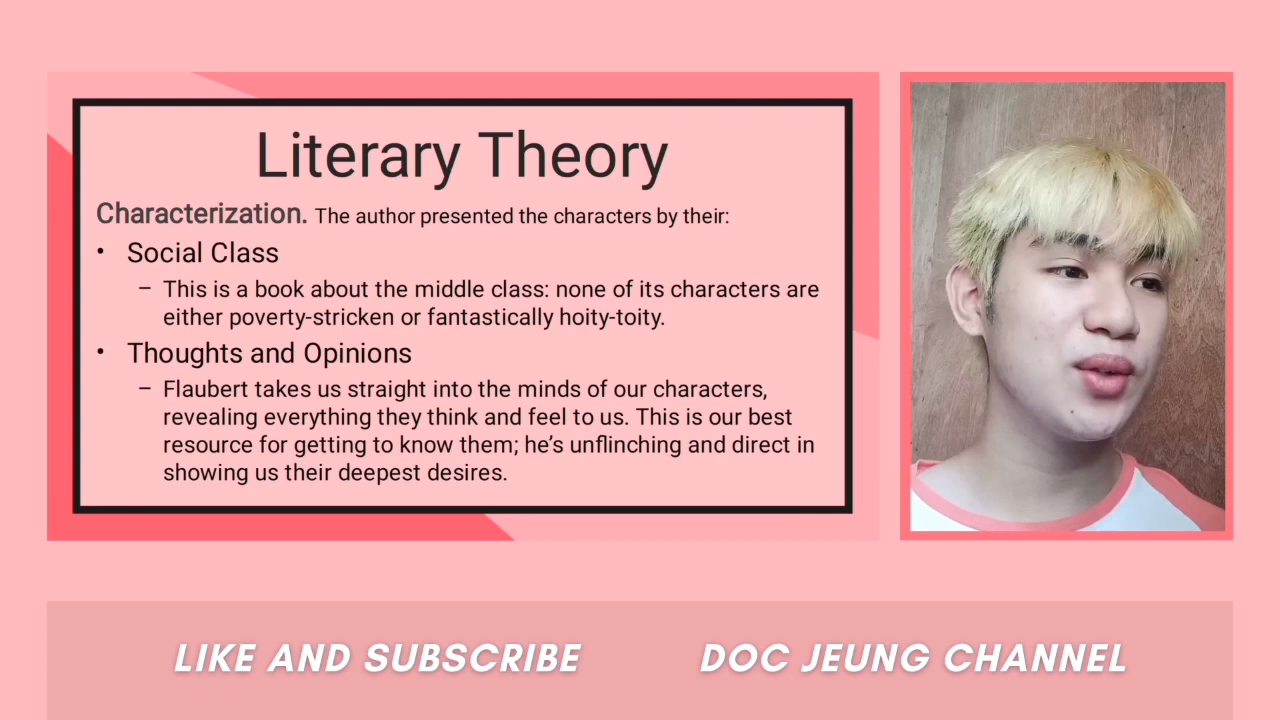 Literary Theory
Characterization. The author presented the characters by their:
• Social Class
– This is a book about the middle class: none of its characters are
either poverty-stricken or fantastically hoity-toity.
• Thoughts and Opinions
– Flaubert takes us straight into the minds of our characters,
revealing everything they think and feel to us. This is our best
resource for getting to know them; he's unflinching and direct in
showing us their deepest desires.
LIKE AND SUBSCRIBE
DOC JEUNG CHANNEL